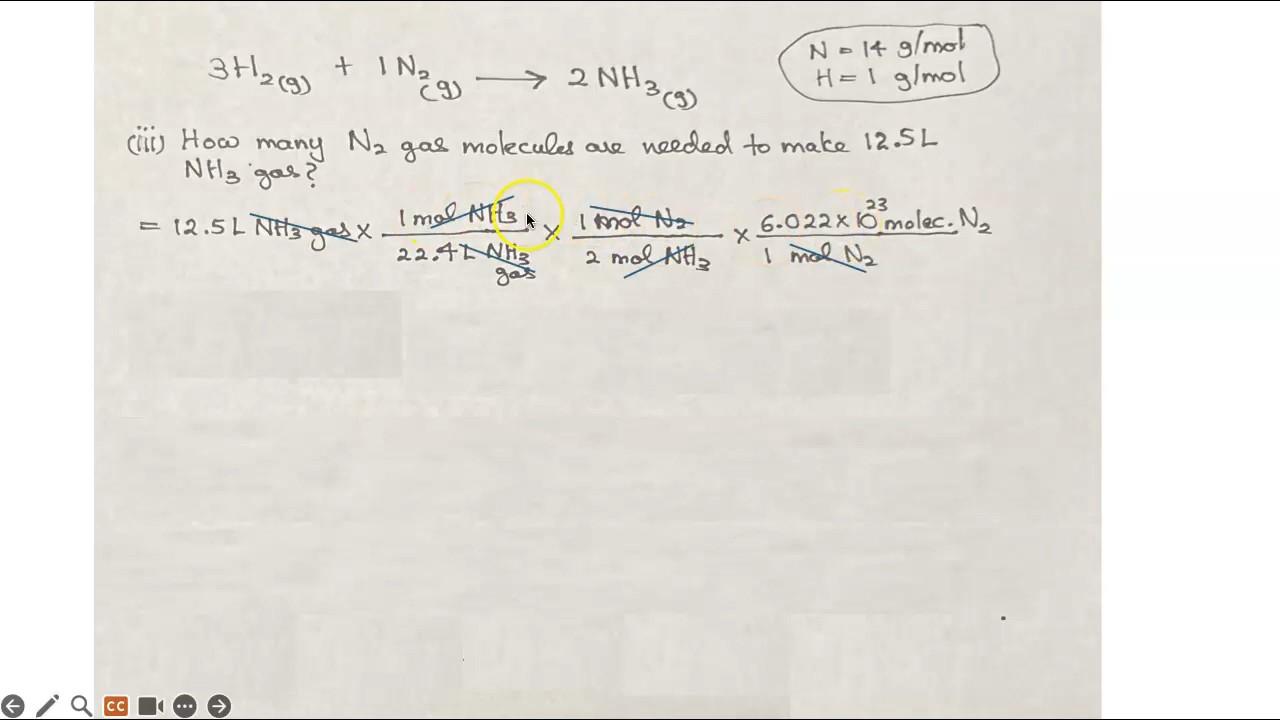 3H₂(g) + 1N₂(g) ⟶ 2NH₃(g)
N = 14 g/mol
H = 1 g/mol
(iii) How many N₂ gas molecules are needed to make 12.5L
NH₃ gas?
= 12.5L NH₃ gas × 1 mol NH₃ / 22.4L NH₃ gas × 1 mol N₂ / 2 mol NH₃ × 6.022×10²³ molec. N₂ / 1 mol N₂
CC